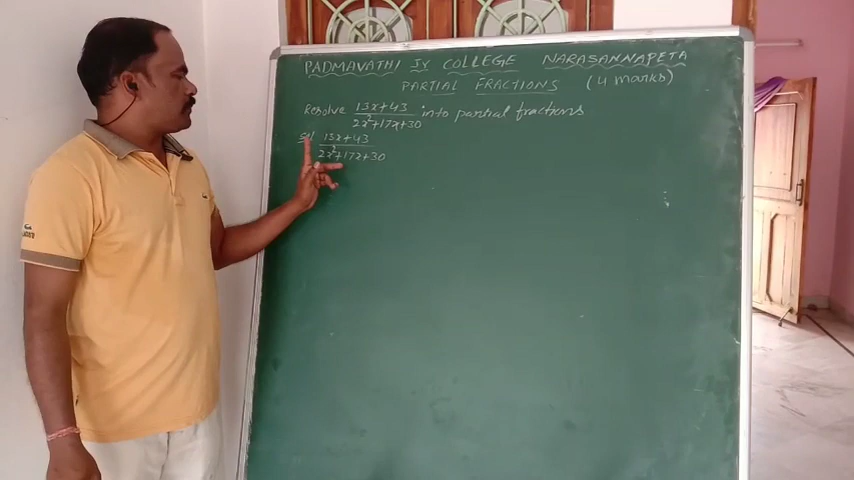 PADMAVATHI JY COLLEGE NARASANNAPETA
PARTIAL FRACTIONS (4 marks)
Resolve 13x+43 / 2x²+17x+30 into partial fractions
Sol 13x+43 / 2x²+17x+30